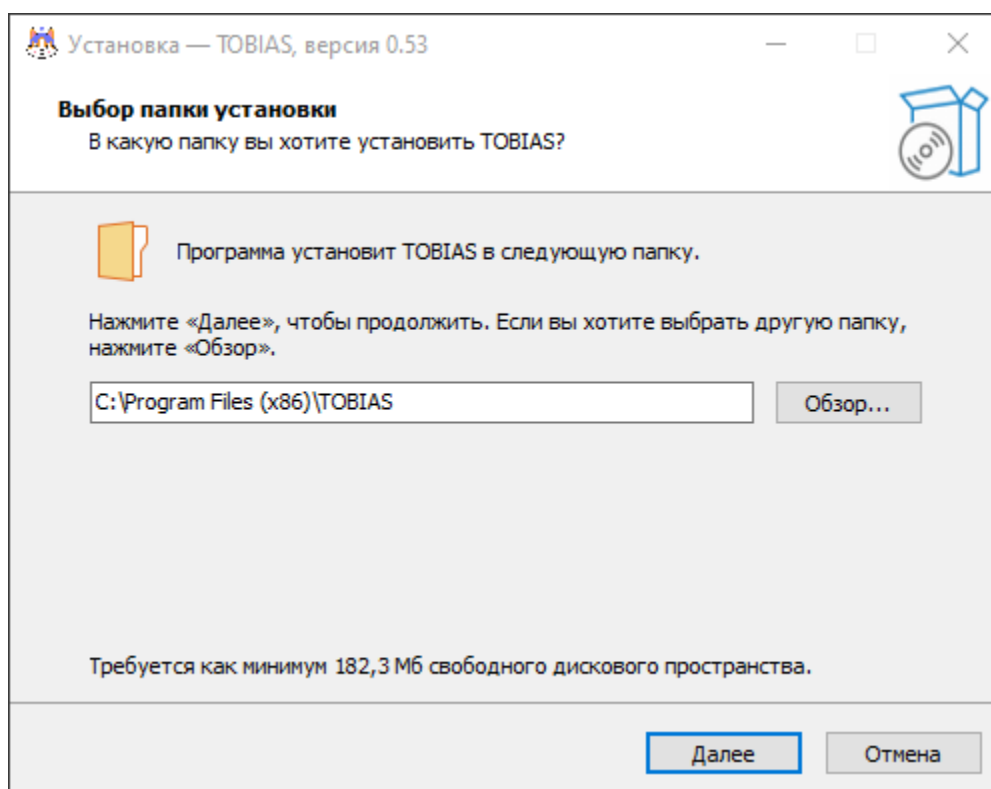 Установка — TOBIAS, версия 0.53
Выбор папки установки
В какую папку вы хотите установить TOBIAS?
Программа установит TOBIAS в следующую папку.
Нажмите «Далее», чтобы продолжить. Если вы хотите выбрать другую папку,
нажмите «Обзор».
C:\Program Files (x86)\TOBIAS
Обзор...
Требуется как минимум 182,3 Мб свободного дискового пространства.
Далее
Отмена